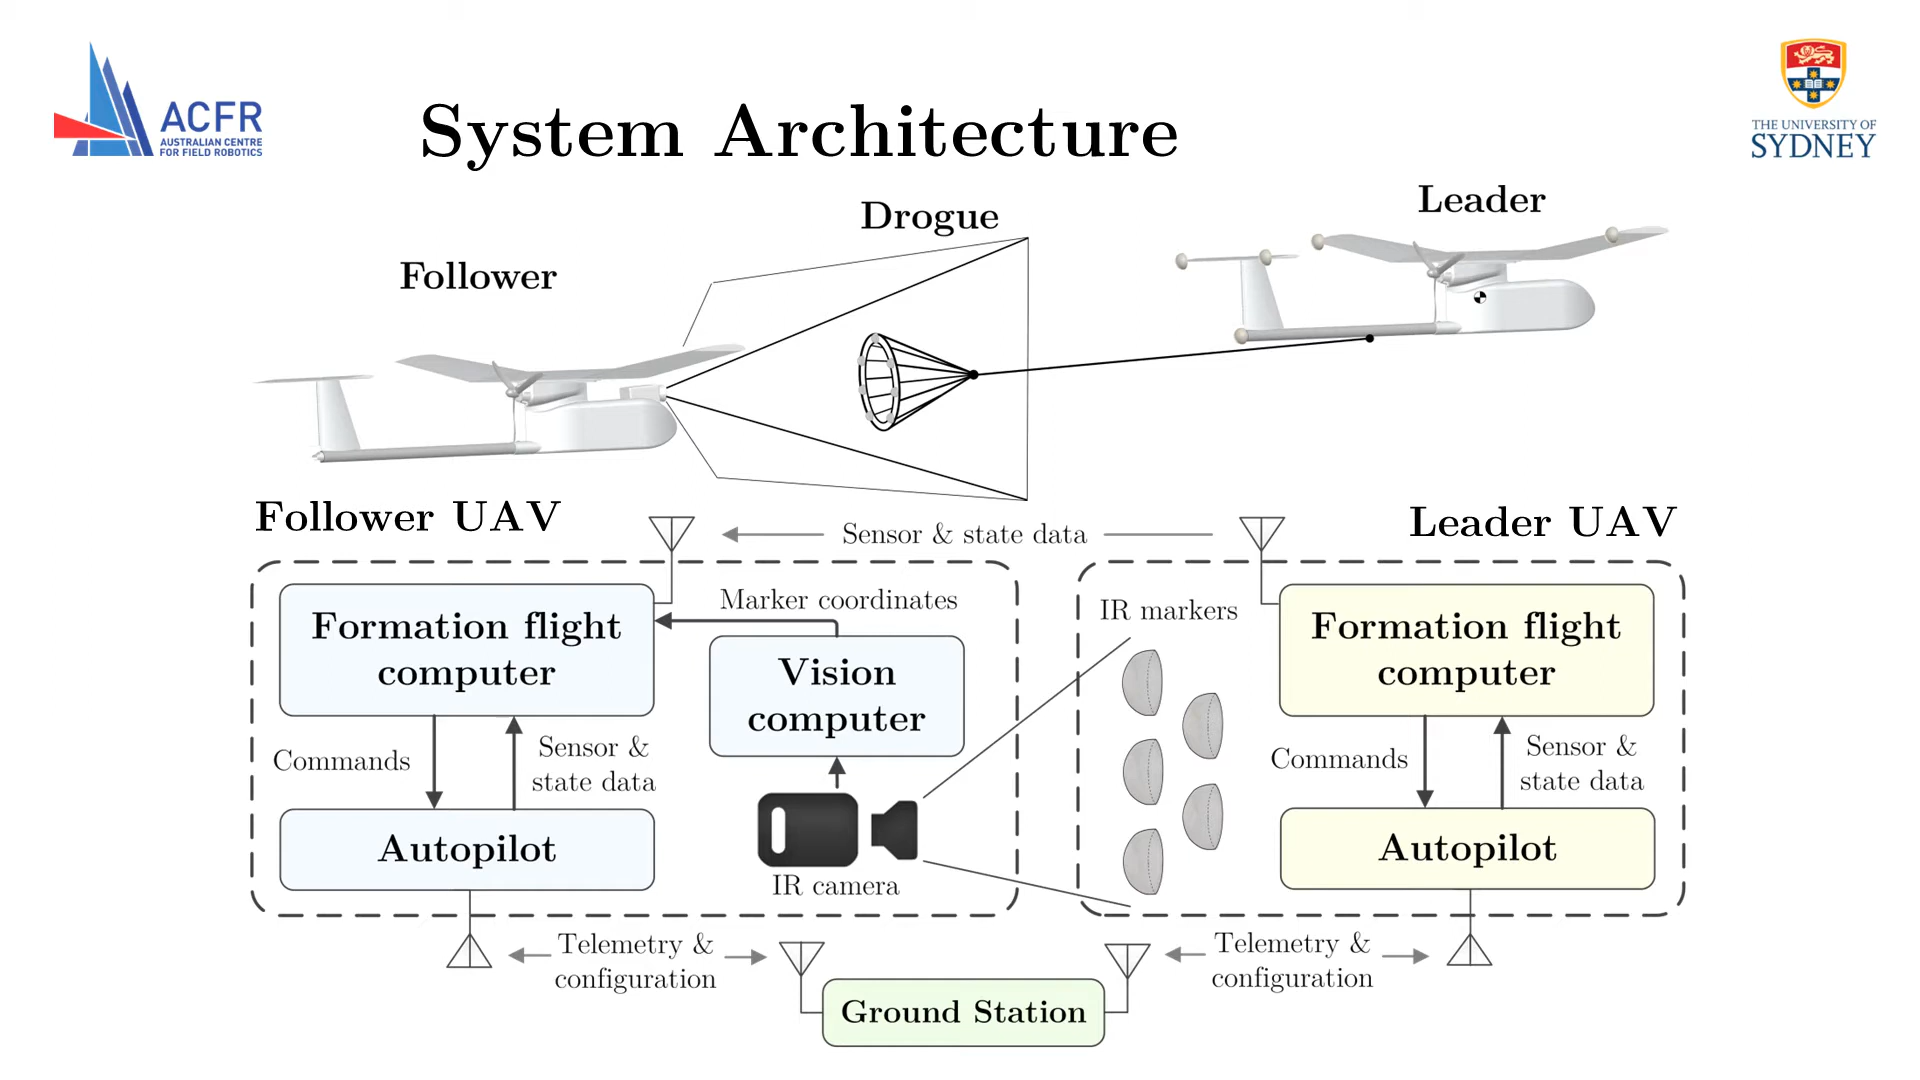 ACFR
AUSTRALIAN CENTRE
FOR FIELD ROBOTICS
System Architecture
THE UNIVERSITY OF
SYDNEY
Leader
Drogue
Follower
Follower UAV
Sensor & state data
Leader UAV
Formation flight
computer
Marker coordinates
Vision
computer
IR markers
Formation flight
computer
Commands
Sensor &
state data
Commands
Sensor &
state data
Autopilot
IR camera
Autopilot
Telemetry &
configuration
Telemetry &
configuration
Ground Station